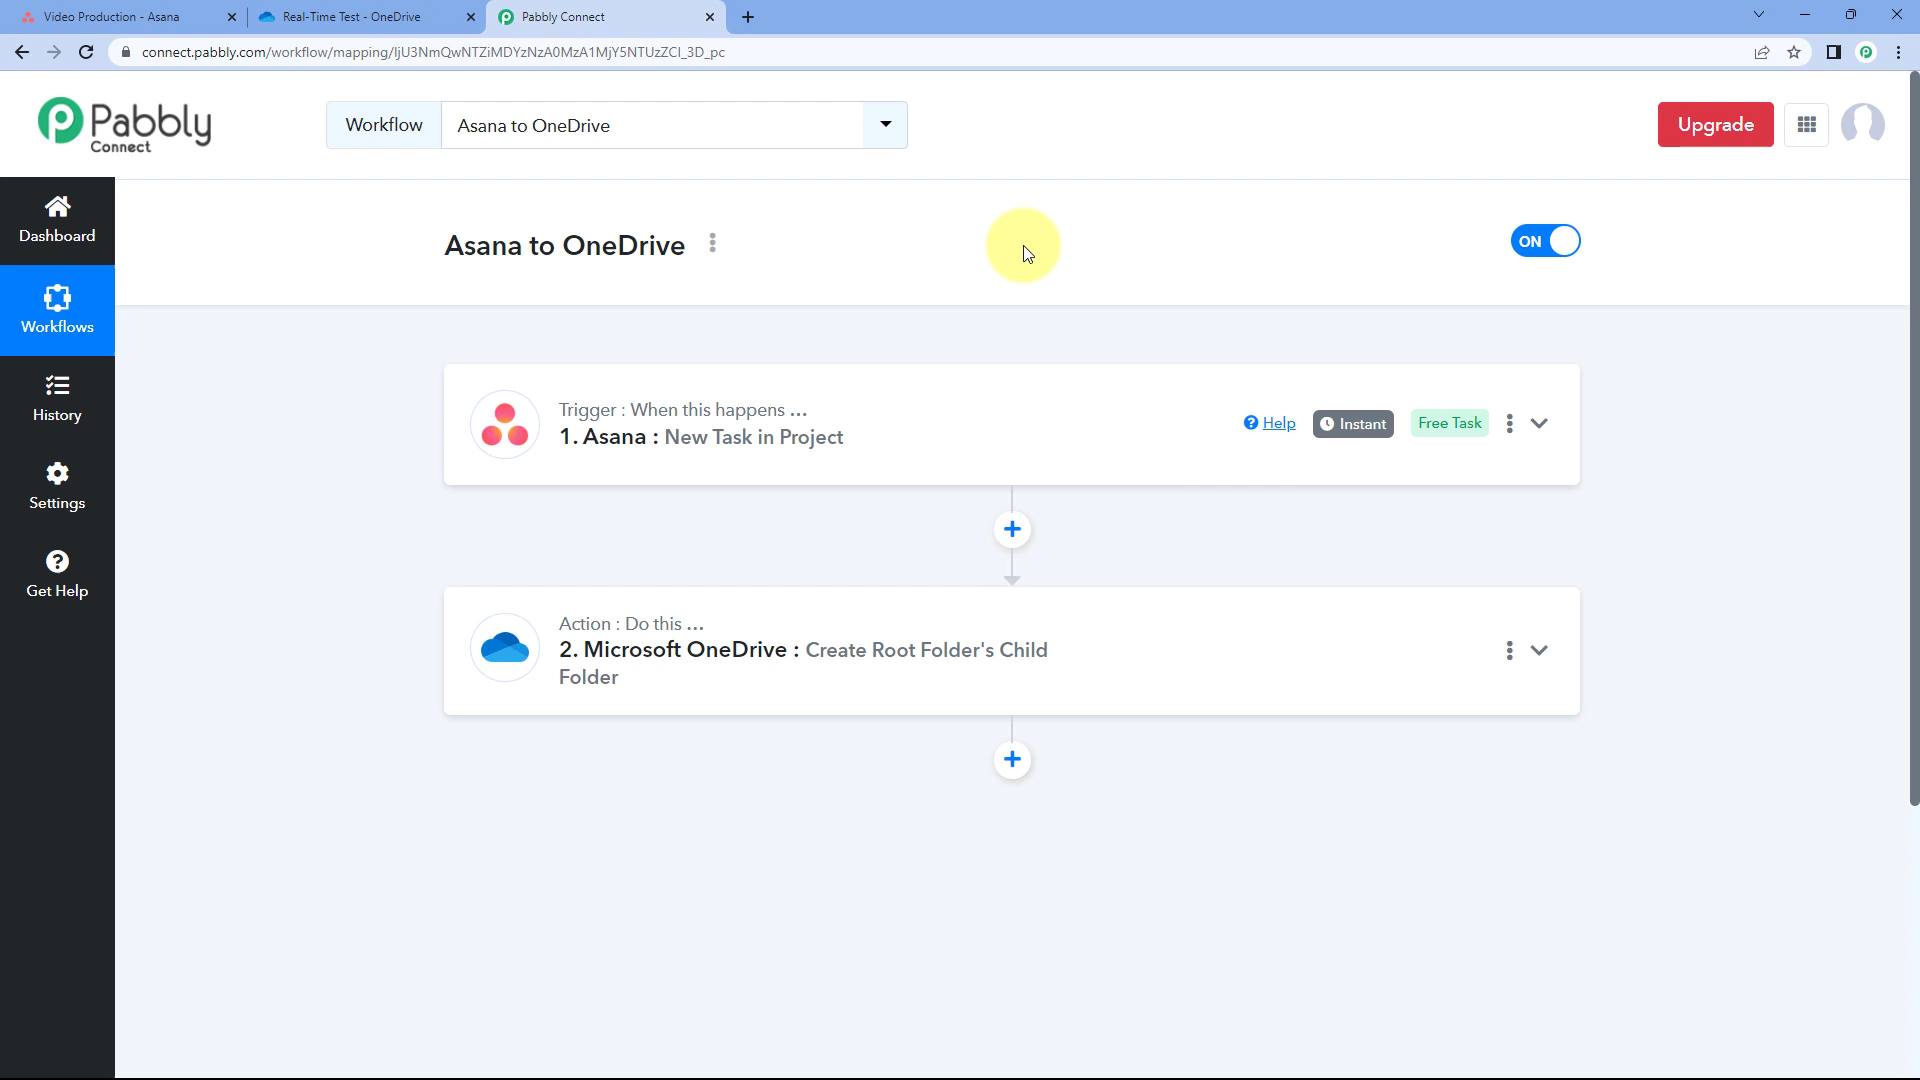 Video Production - Asana
Real-Time Test - OneDrive
Pabbly Connect
connect.pabbly.com/workflow/mapping/IjU3NmQwNTZiMDYzNzA0MzA1MjY5NTUzZCI_3D_pc
Pabbly
Connect
Workflow
Asana to OneDrive
Upgrade
Dashboard
Workflows
History
Settings
Get Help
Asana to OneDrive
ON
Trigger : When this happens ...
1. Asana : New Task in Project
Help
Instant
Free Task
Action : Do this ...
2. Microsoft OneDrive : Create Root Folder's Child
Folder